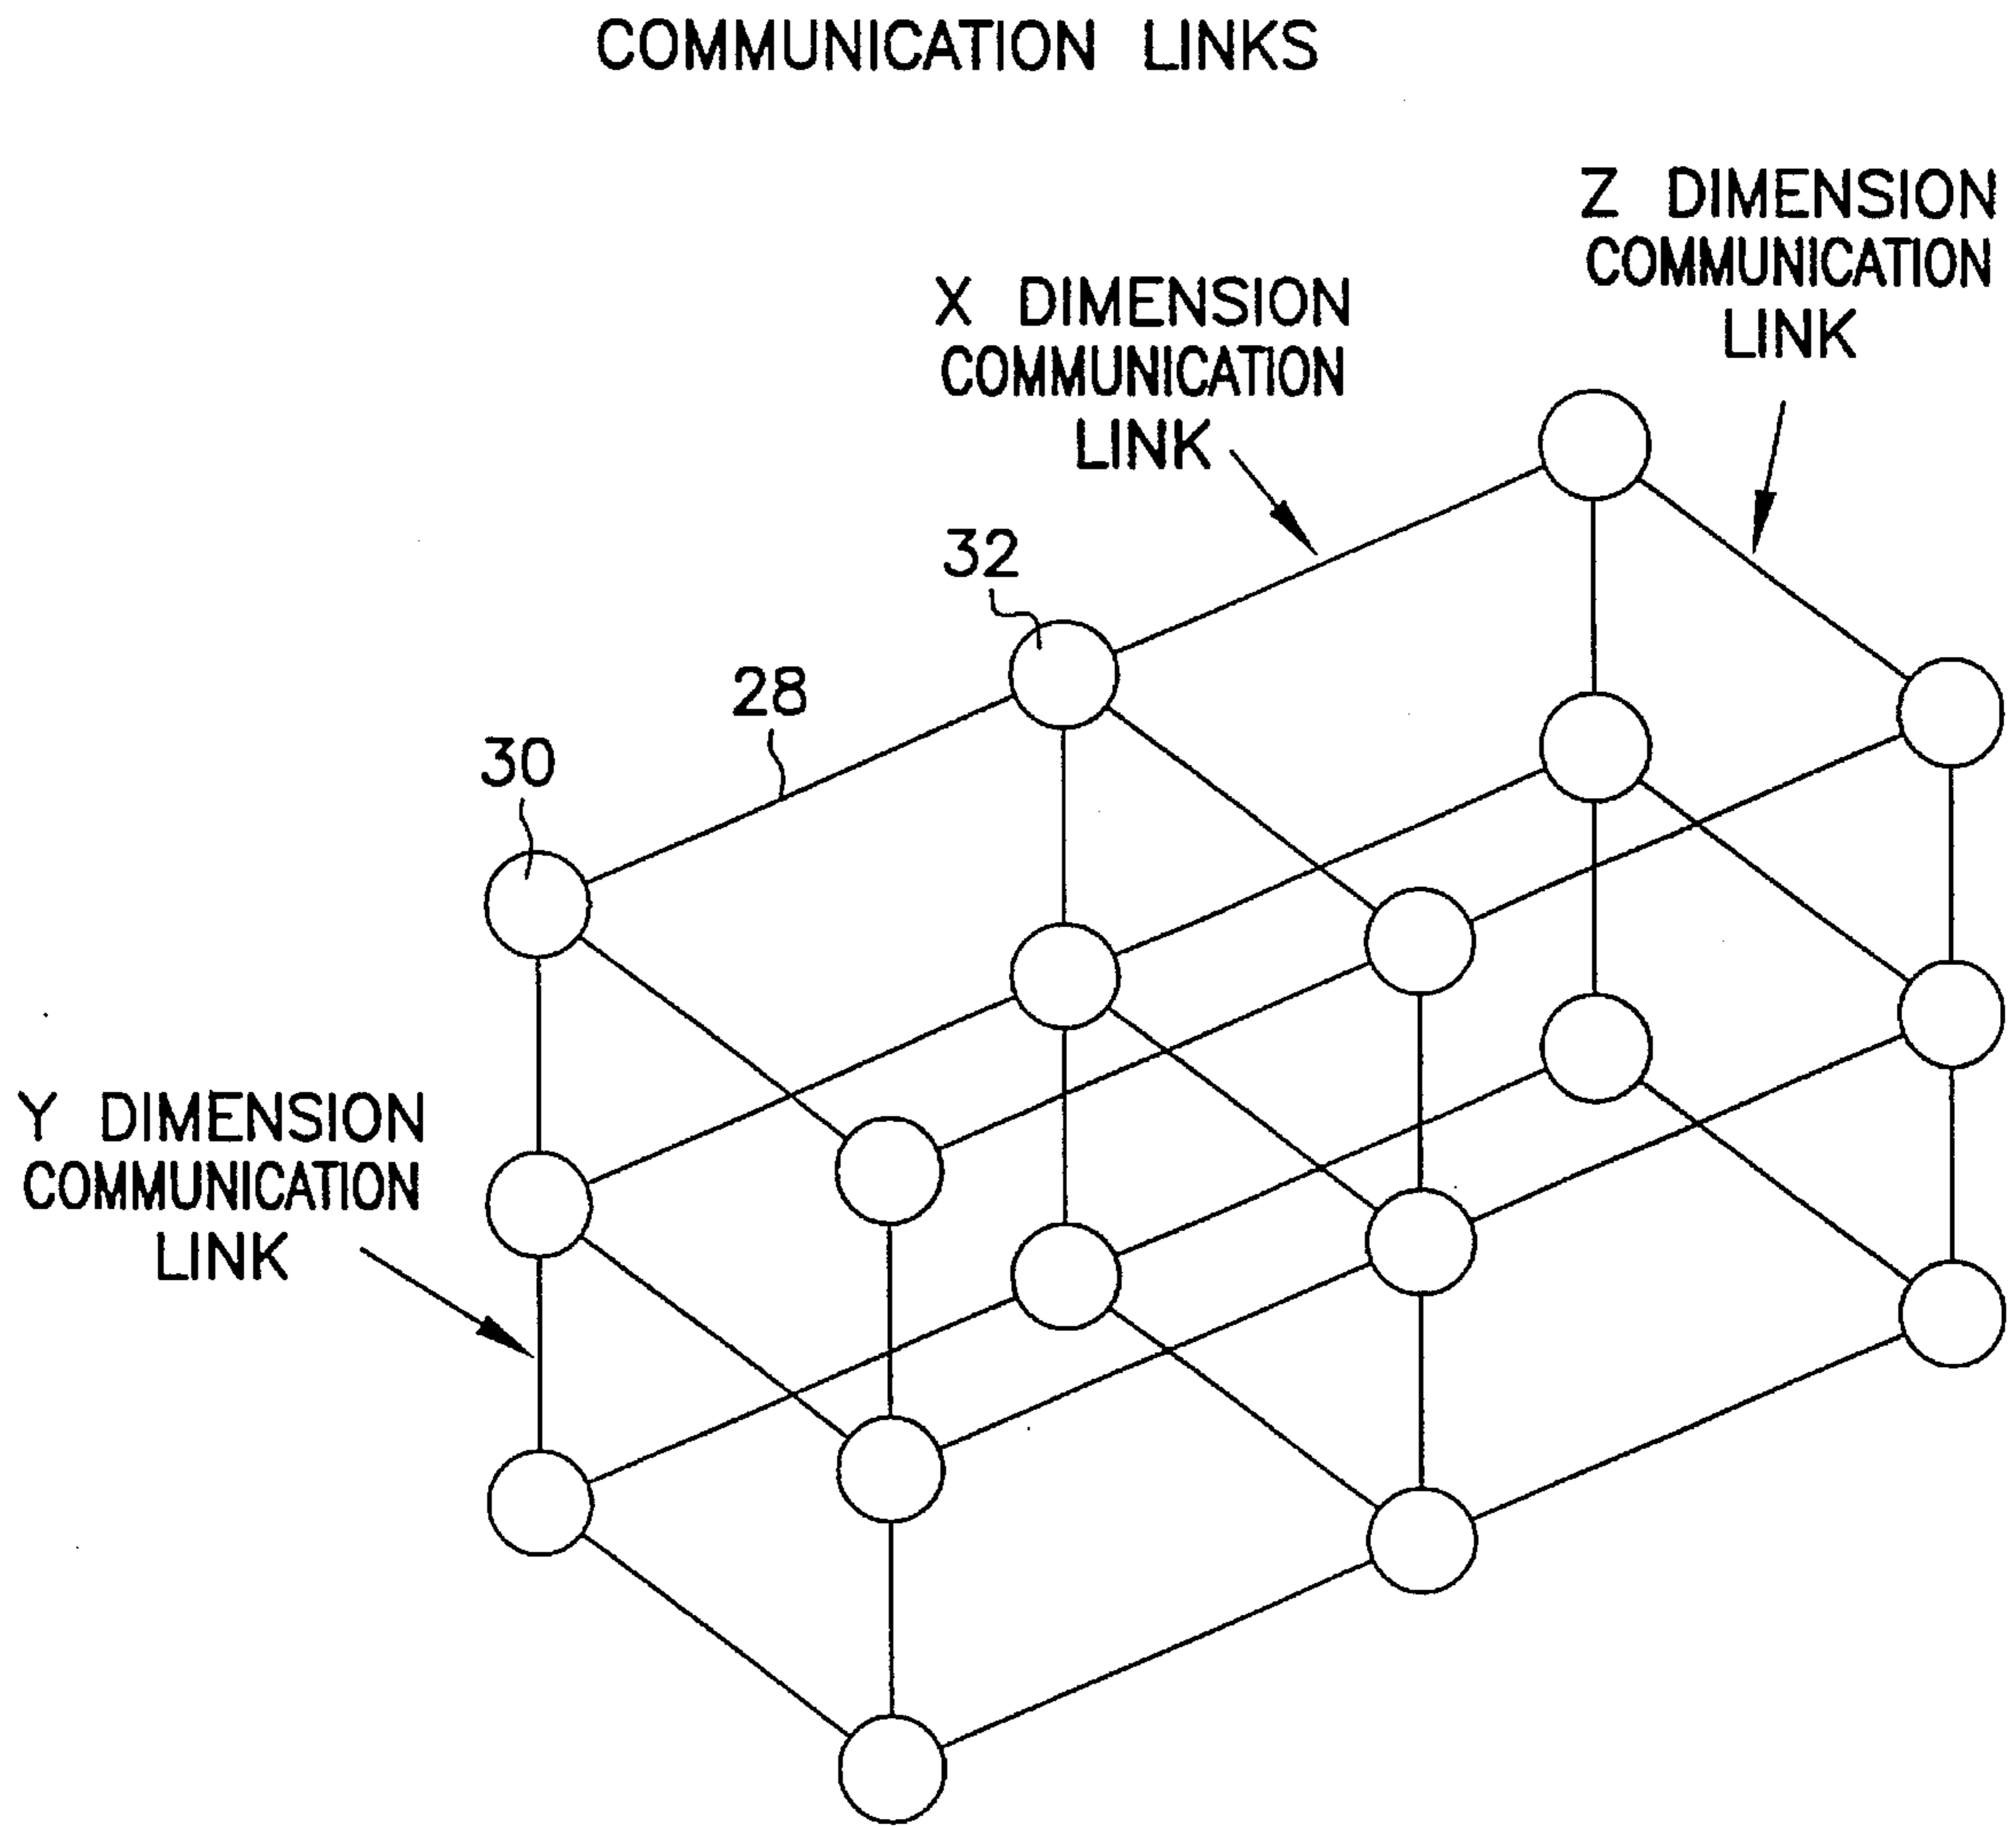 COMMUNICATION LINKS
Z DIMENSION
COMMUNICATION
LINK
X DIMENSION
COMMUNICATION
LINK
32
28
30
Y DIMENSION
COMMUNICATION
LINK